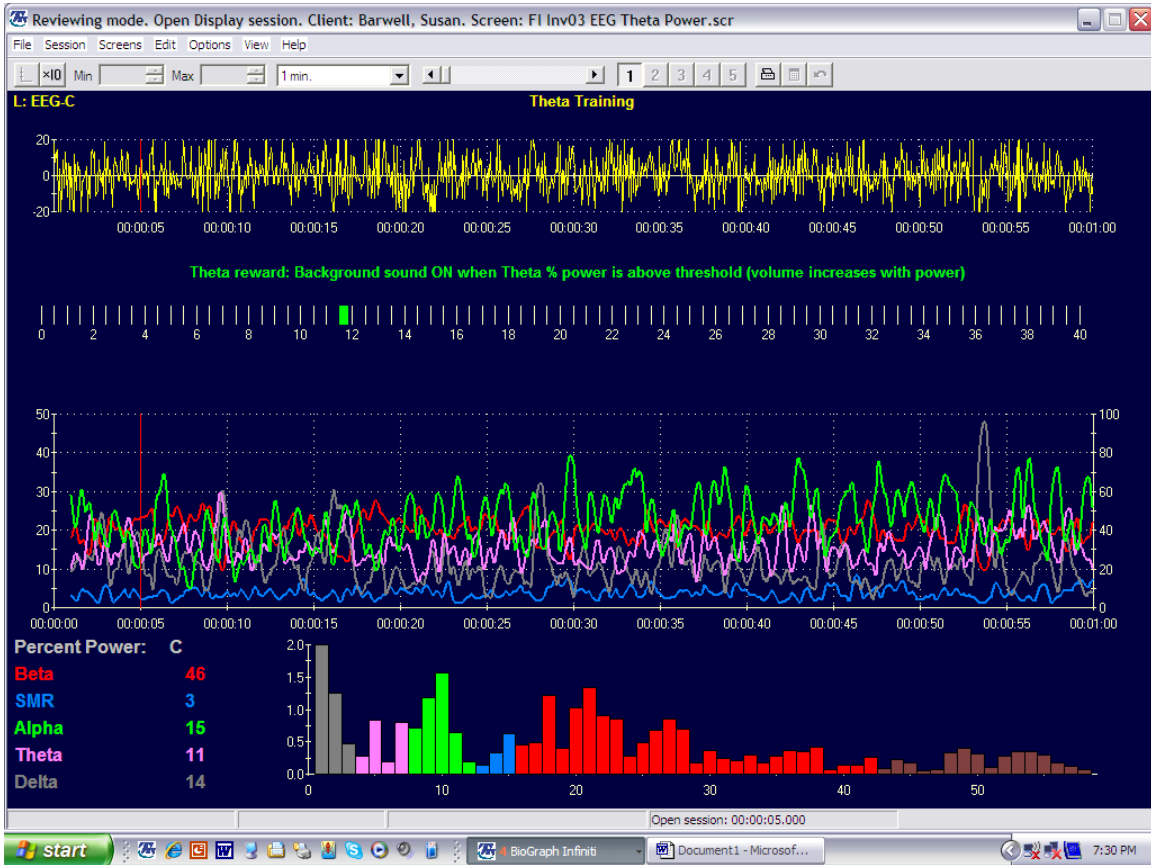 Reviewing mode. Open Display session. Client: Barwell, Susan. Screen: FI Inv03 EEG Theta Power.scr
File Session Screens Edit Options View Help
×10 Min Max 1 min. 1 2 3 4 5
L: EEG-C Theta Training
20
0
-20
00:00:05 00:00:10 00:00:15 00:00:20 00:00:25 00:00:30 00:00:35 00:00:40 00:00:45 00:00:50 00:00:55 00:01:00
Theta reward: Background sound ON when Theta % power is above threshold (volume increases with power)
0 2 4 6 8 10 12 14 16 18 20 22 24 26 28 30 32 34 36 38 40
50 100
40 80
30 60
20 40
10 20
0 0
00:00:00 00:00:05 00:00:10 00:00:15 00:00:20 00:00:25 00:00:30 00:00:35 00:00:40 00:00:45 00:00:50 00:00:55 00:01:00
Percent Power: C
Beta 46
SMR 3
Alpha 15
Theta 11
Delta 14
2.0
1.5
1.0
0.5
0.0
0 10 20 30 40 50
Open session: 00:00:05.000
start BioGraph Infiniti Document1 - Microsof... 7:30 PM